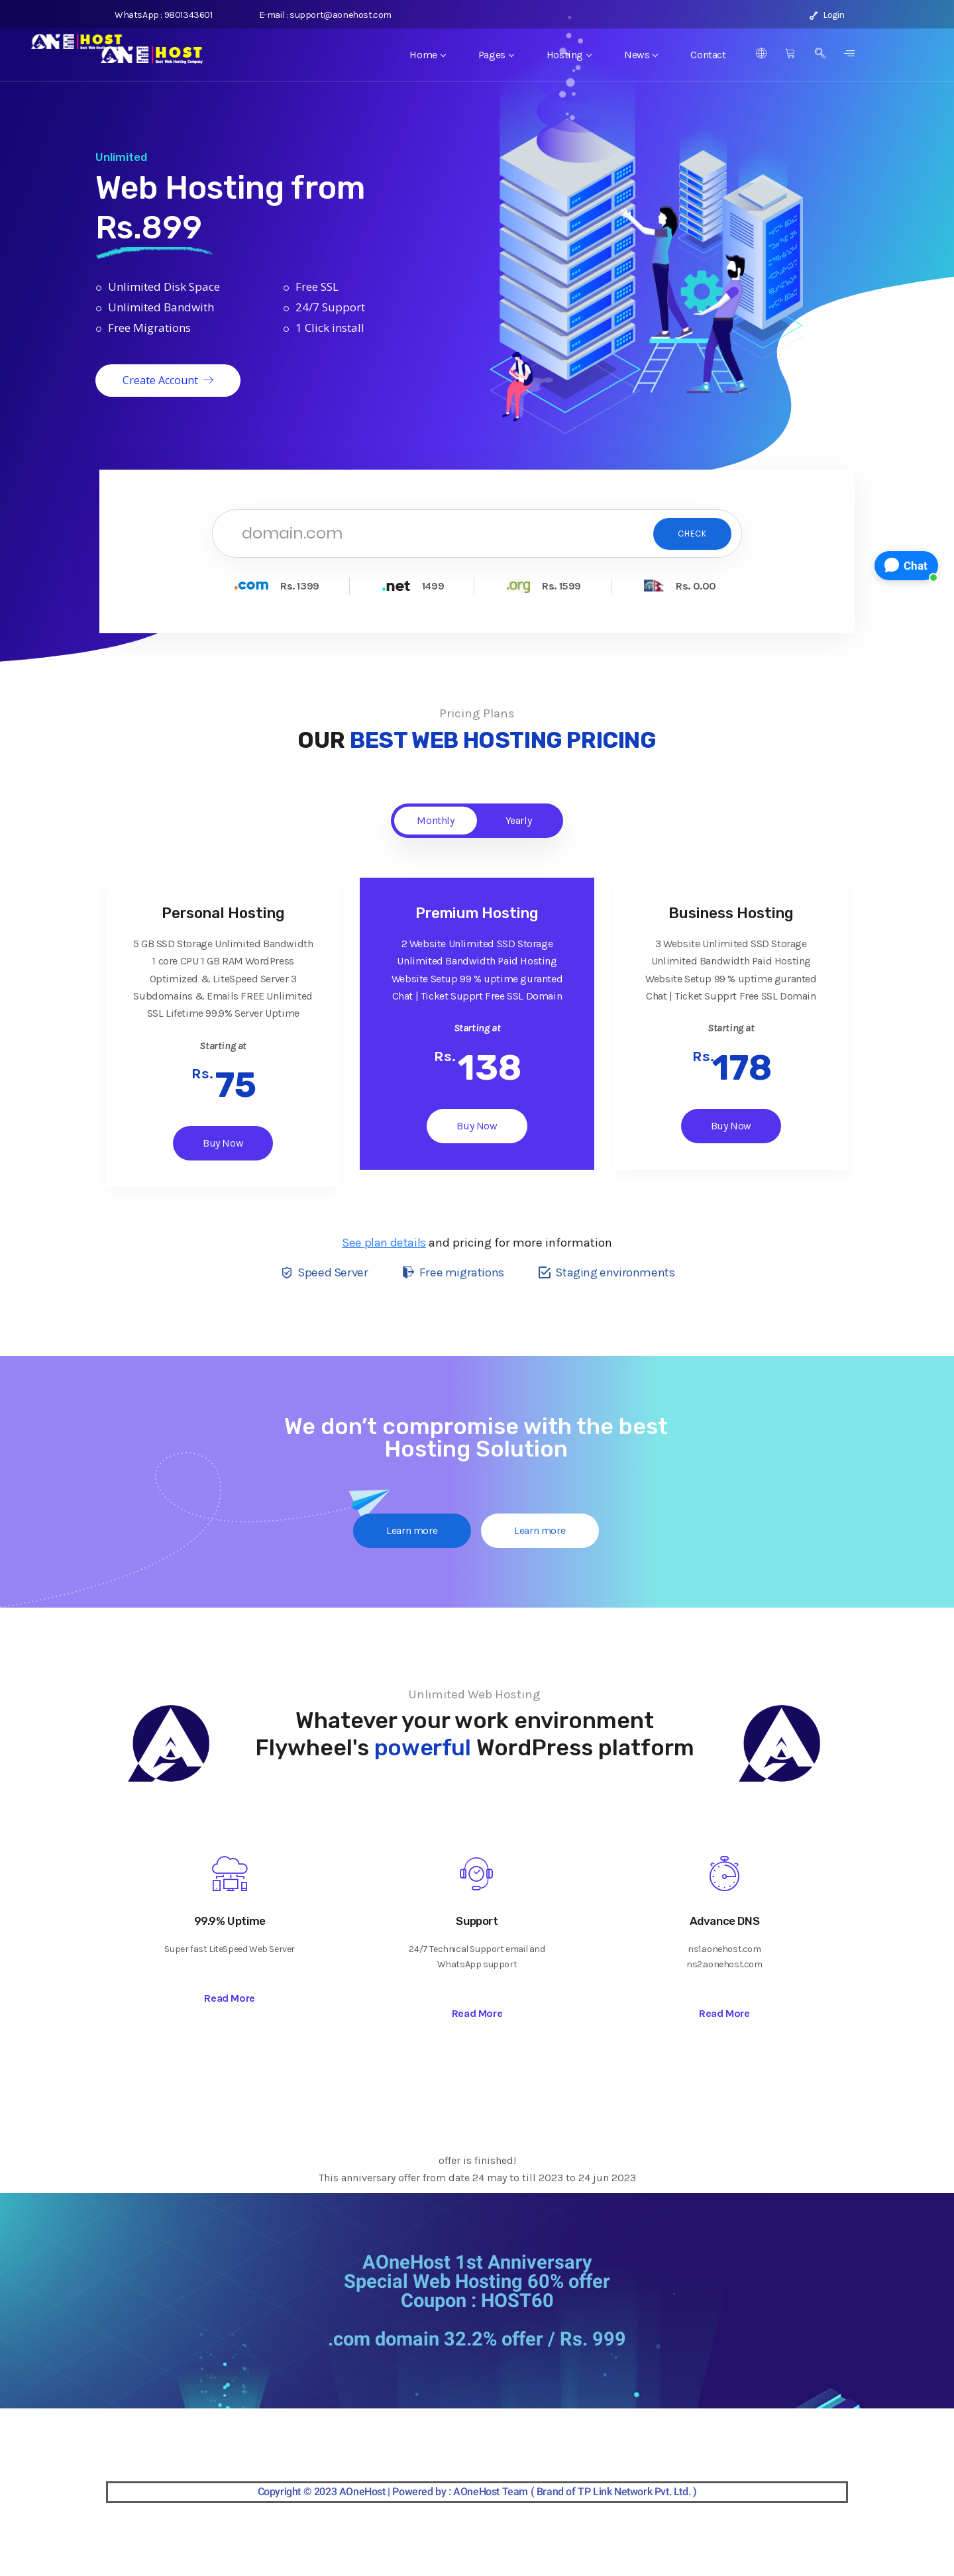 WhatsApp : 9801343601
E-mail : support@aonehost.com
Login
AONE HOST
Best Web Hosting Company
Home
Pages
Hosting
News
Contact
Unlimited
Web Hosting from
Rs.899
Unlimited Disk Space
Unlimited Bandwith
Free Migrations
Free SSL
24/7 Support
1 Click install
Create Account
domain.com
CHECK
.com Rs. 1399
.net 1499
.org Rs. 1599
Rs. 0.00
Chat
Pricing Plans
OUR BEST WEB HOSTING PRICING
Monthly
Yearly
Personal Hosting
5 GB SSD Storage Unlimited Bandwidth
1 core CPU 1 GB RAM WordPress
Optimized & LiteSpeed Server 3
Subdomains & Emails FREE Unlimited
SSL Lifetime 99.9% Server Uptime
Starting at
Rs. 75
Buy Now
Premium Hosting
2 Website Unlimited SSD Storage
Unlimited Bandwidth Paid Hosting
Website Setup 99 % uptime guranted
Chat | Ticket Supprt Free SSL Domain
Starting at
Rs. 138
Buy Now
Business Hosting
3 Website Unlimited SSD Storage
Unlimited Bandwidth Paid Hosting
Website Setup 99 % uptime guranted
Chat | Ticket Supprt Free SSL Domain
Starting at
Rs. 178
Buy Now
See plan details and pricing for more information
Speed Server
Free migrations
Staging environments
We don’t compromise with the best
Hosting Solution
Learn more
Learn more
Unlimited Web Hosting
Whatever your work environment
Flywheel's powerful WordPress platform
99.9% Uptime
Super fast LiteSpeed Web Server
Read More
Support
24/7 Technical Support email and
WhatsApp support
Read More
Advance DNS
ns1.aonehost.com
ns2.aonehost.com
Read More
offer is finished!
This anniversary offer from date 24 may to till 2023 to 24 jun 2023
AOneHost 1st Anniversary
Special Web Hosting 60% offer
Coupon : HOST60
.com domain 32.2% offer / Rs. 999
Copyright © 2023 AOneHost | Powered by : AOneHost Team ( Brand of TP Link Network Pvt. Ltd. )